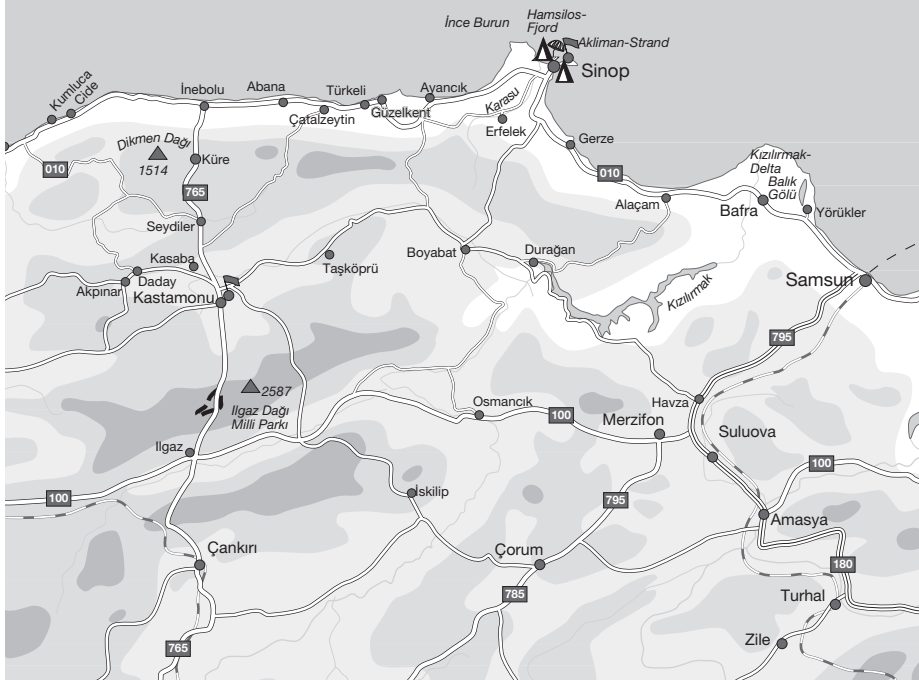 Hamsilos-
Fjord
İnce Burun
Akliman-Strand
Sinop
Kumluca
Cide
İnebolu
Abana
Türkeli
Ayancık
Çatalzeytin
Güzelkent
Karasu
Erfelek
Dikmen Dağı
1514
Küre
Gerze
010
010
765
Kızılırmak-
Delta
Balık
Gölü
Alaçam
Bafra
Yörükler
Seydiler
Kasaba
Boyabat
Durağan
Taşköprü
Daday
Akpınar
Kastamonu
Kızılırmak
Samsun
795
2587
Ilgaz Dağı
Milli Parkı
Osmancık
100
Havza
Merzifon
Suluova
Ilgaz
100
100
İskilip
795
Amasya
Çankırı
Çorum
180
785
Turhal
Zile
765